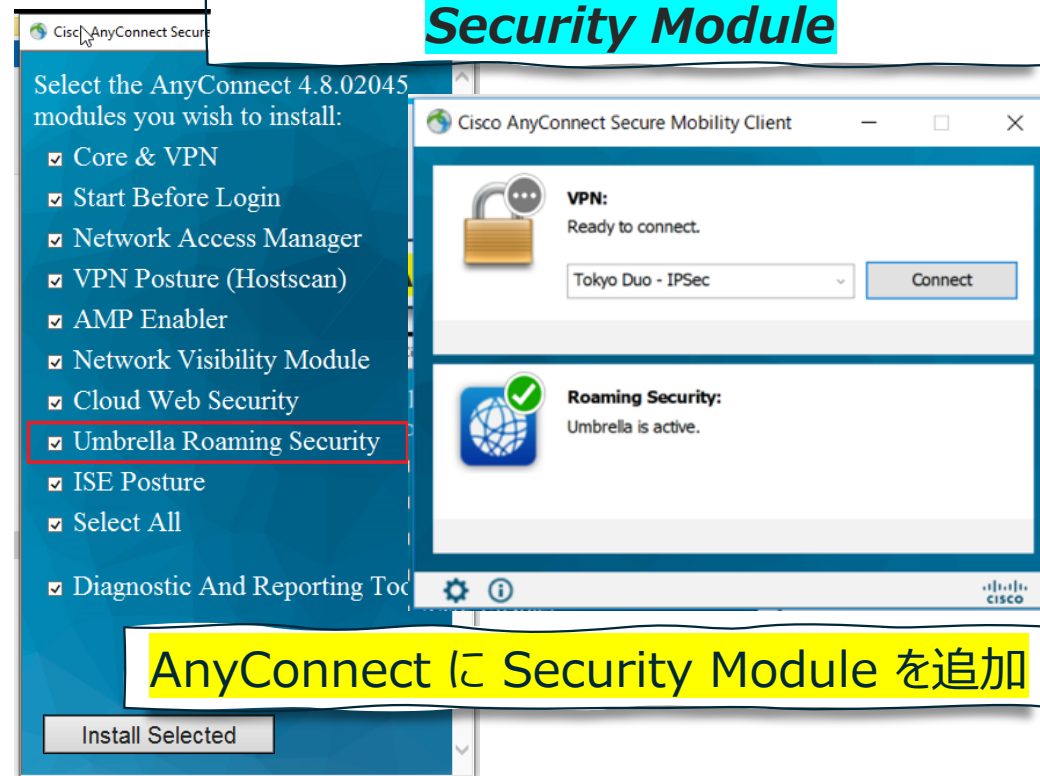 Security Module
Cisco AnyConnect Secure
Select the AnyConnect 4.8.02045
modules you wish to install:
Core & VPN
Start Before Login
Network Access Manager
VPN Posture (Hostscan)
AMP Enabler
Network Visibility Module
Cloud Web Security
Umbrella Roaming Security
ISE Posture
Select All
Diagnostic And Reporting Too
Install Selected
Cisco AnyConnect Secure Mobility Client
VPN:
Ready to connect.
Tokyo Duo - IPSec
Connect
Roaming Security:
Umbrella is active.
CISCO
AnyConnect に Security Module を追加